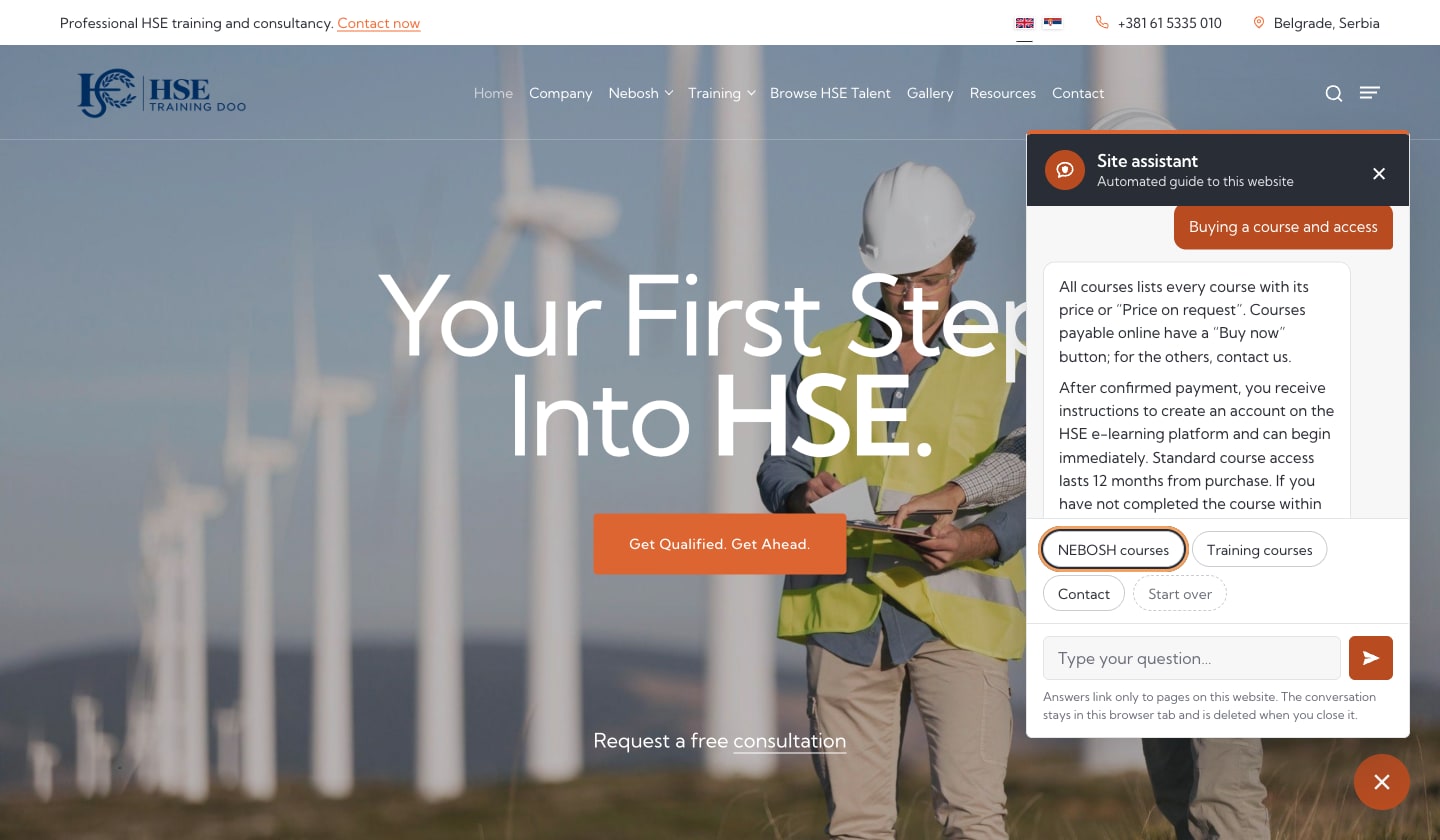 Professional HSE training and consultancy. Contact now
+381 61 5335 010
Belgrade, Serbia
HSE
TRAINING DOO
Home
Company
Nebosh
Training
Browse HSE Talent
Gallery
Resources
Contact
Your First Step
Into HSE.
Get Qualified. Get Ahead.
Request a free consultation
Site assistant
Automated guide to this website
Buying a course and access
All courses lists every course with its
price or “Price on request”. Courses
payable online have a “Buy now”
button; for the others, contact us.
After confirmed payment, you receive
instructions to create an account on the
HSE e-learning platform and can begin
immediately. Standard course access
lasts 12 months from purchase. If you
have not completed the course within
NEBOSH courses
Training courses
Contact
Start over
Type your question...
Answers link only to pages on this website. The conversation
stays in this browser tab and is deleted when you close it.